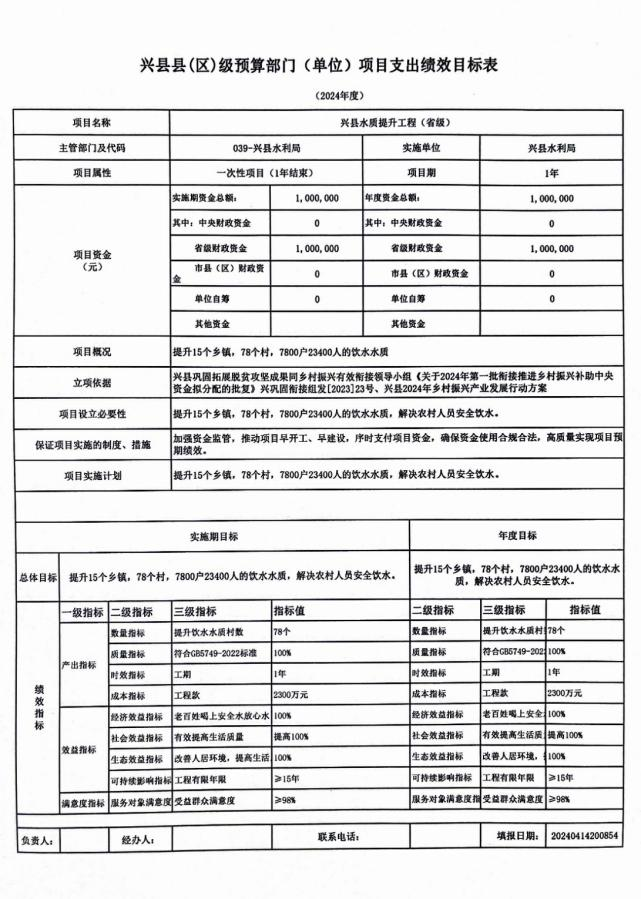 兴县县(区)级预算部门（单位）项目支出绩效目标表
（2024年度）
项目名称 兴县水质提升工程（省级）
主管部门及代码 039-兴县水利局 实施单位 兴县水利局
项目属性 一次性项目（1年结束） 项目期 1年
项目资金（元）
实施期资金总额： 1,000,000 年度资金总额： 1,000,000
其中：中央财政资金 0 其中：中央财政资金 0
省级财政资金 1,000,000 省级财政资金 1,000,000
市县（区）财政资金 0 市县（区）财政资金 0
单位自筹 0 单位自筹 0
其他资金 其他资金
项目概况 提升15个乡镇，78个村，7800户23400人的饮水水质
立项依据 兴县巩固拓展脱贫攻坚成果同乡村振兴有效衔接领导小组《关于2024年第一批衔接推进乡村振兴补助中央
资金拟分配的批复》兴巩固衔接组发[2023]23号、兴县2024年乡村振兴产业发展行动方案
项目设立必要性 提升15个乡镇，78个村，7800户23400人的饮水水质，解决农村人员安全饮水。
保证项目实施的制度、措施 加强资金监管，推动项目早开工、早建设，序时支付项目资金，确保资金使用合规合法，高质量实现项目预
期绩效。
项目实施计划 提升15个乡镇，78个村，7800户23400人的饮水水质，解决农村人员安全饮水。
实施期目标 年度目标
总体目标 提升15个乡镇，78个村，7800户23400人的饮水水质，解决农村人员安全饮水。 提升15个乡镇，78个村，7800户23400人的饮水水
质，解决农村人员安全饮水。
绩效指标
一级指标 二级指标 三级指标 指标值 二级指标 三级指标 指标值
产出指标
数量指标 提升饮水水质村数 78个 数量指标 提升饮水水质村 78个
质量指标 符合GB5749-2022标准 100% 质量指标 符合GB5749-202 100%
时效指标 工期 1年 时效指标 工期 1年
成本指标 工程款 2300万元 成本指标 工程款 2300万元
效益指标
经济效益指标 老百姓喝上安全水放心水 100% 经济效益指标 老百姓喝上安全 100%
社会效益指标 有效提高生活质量 提高100% 社会效益指标 有效提高生活质 提高100%
生态效益指标 改善人居环境，提高生活 100% 生态效益指标 改善人居环境， 100%
可持续影响指标 工程有限年限 ≥15年 可持续影响指标 工程有限年限 ≥15年
满意度指标 服务对象满意度 受益群众满意度 ≥98% 服务对象满意度指 受益群众满意度 ≥98%
负责人： 经办人： 联系电话： 填报日期： 20240414200854